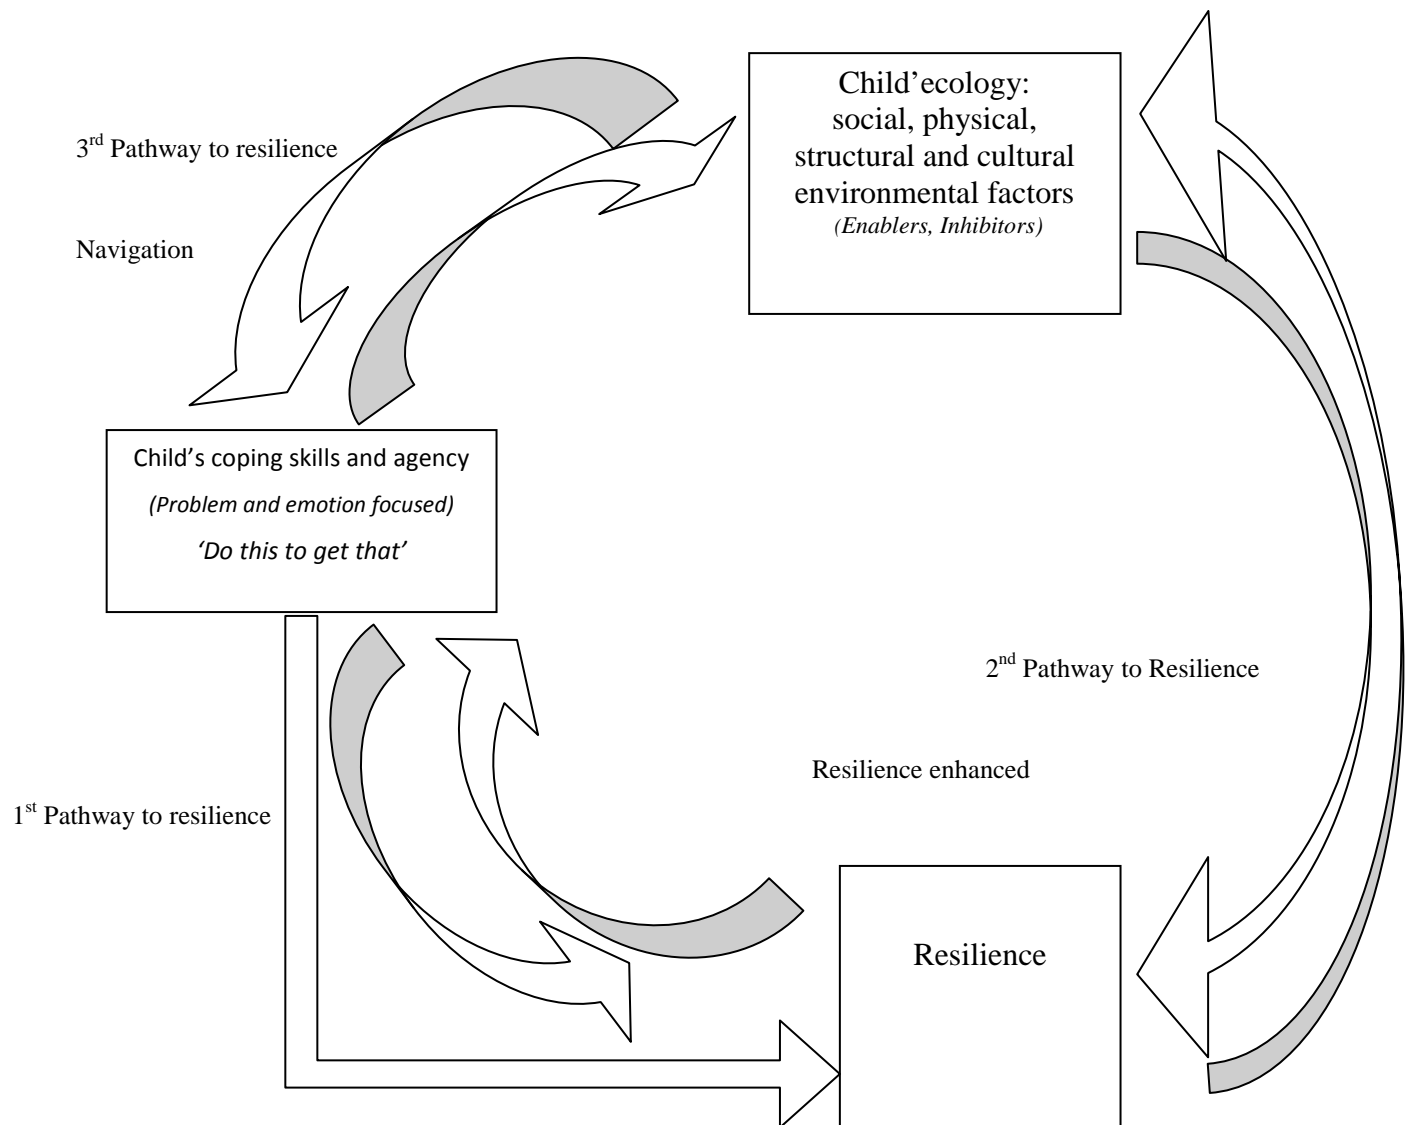 Child’ecology:
social, physical,
structural and cultural
environmental factors
(Enablers, Inhibitors)
3rd Pathway to resilience
Navigation
Child’s coping skills and agency
(Problem and emotion focused)
‘Do this to get that’
2nd Pathway to Resilience
Resilience enhanced
1st Pathway to resilience
Resilience